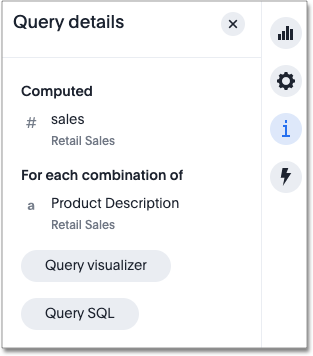 Query details
Computed
# sales
Retail Sales
For each combination of
a Product Description
Retail Sales
Query visualizer
Query SQL